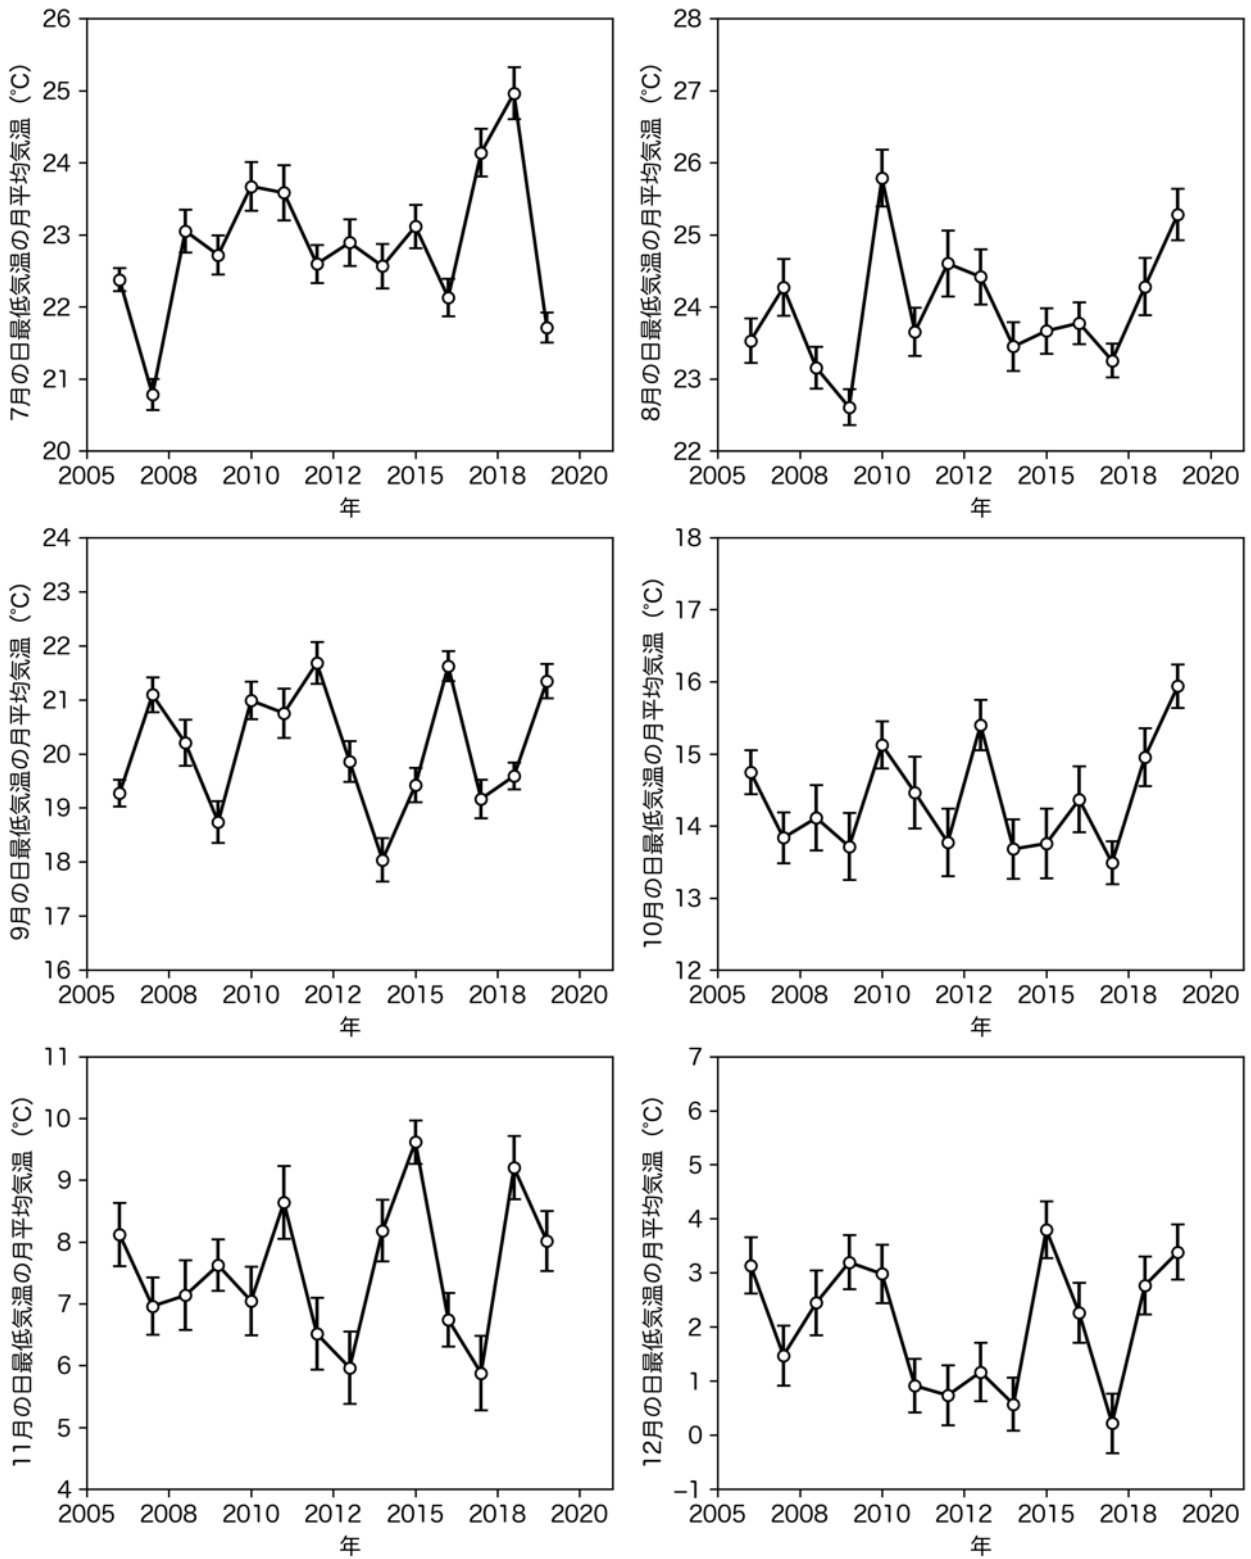 7月の日最低気温の月平均気温（℃）
26
25
24
23
22
21
20
2005 2008 2010 2012 2015 2018 2020
年
8月の日最低気温の月平均気温（℃）
28
27
26
25
24
23
22
2005 2008 2010 2012 2015 2018 2020
年
9月の日最低気温の月平均気温（℃）
24
23
22
21
20
19
18
17
16
2005 2008 2010 2012 2015 2018 2020
年
10月の日最低気温の月平均気温（℃）
18
17
16
15
14
13
12
2005 2008 2010 2012 2015 2018 2020
年
11月の日最低気温の月平均気温（℃）
11
10
9
8
7
6
5
4
2005 2008 2010 2012 2015 2018 2020
年
12月の日最低気温の月平均気温（℃）
7
6
5
4
3
2
1
0
−1
2005 2008 2010 2012 2015 2018 2020
年